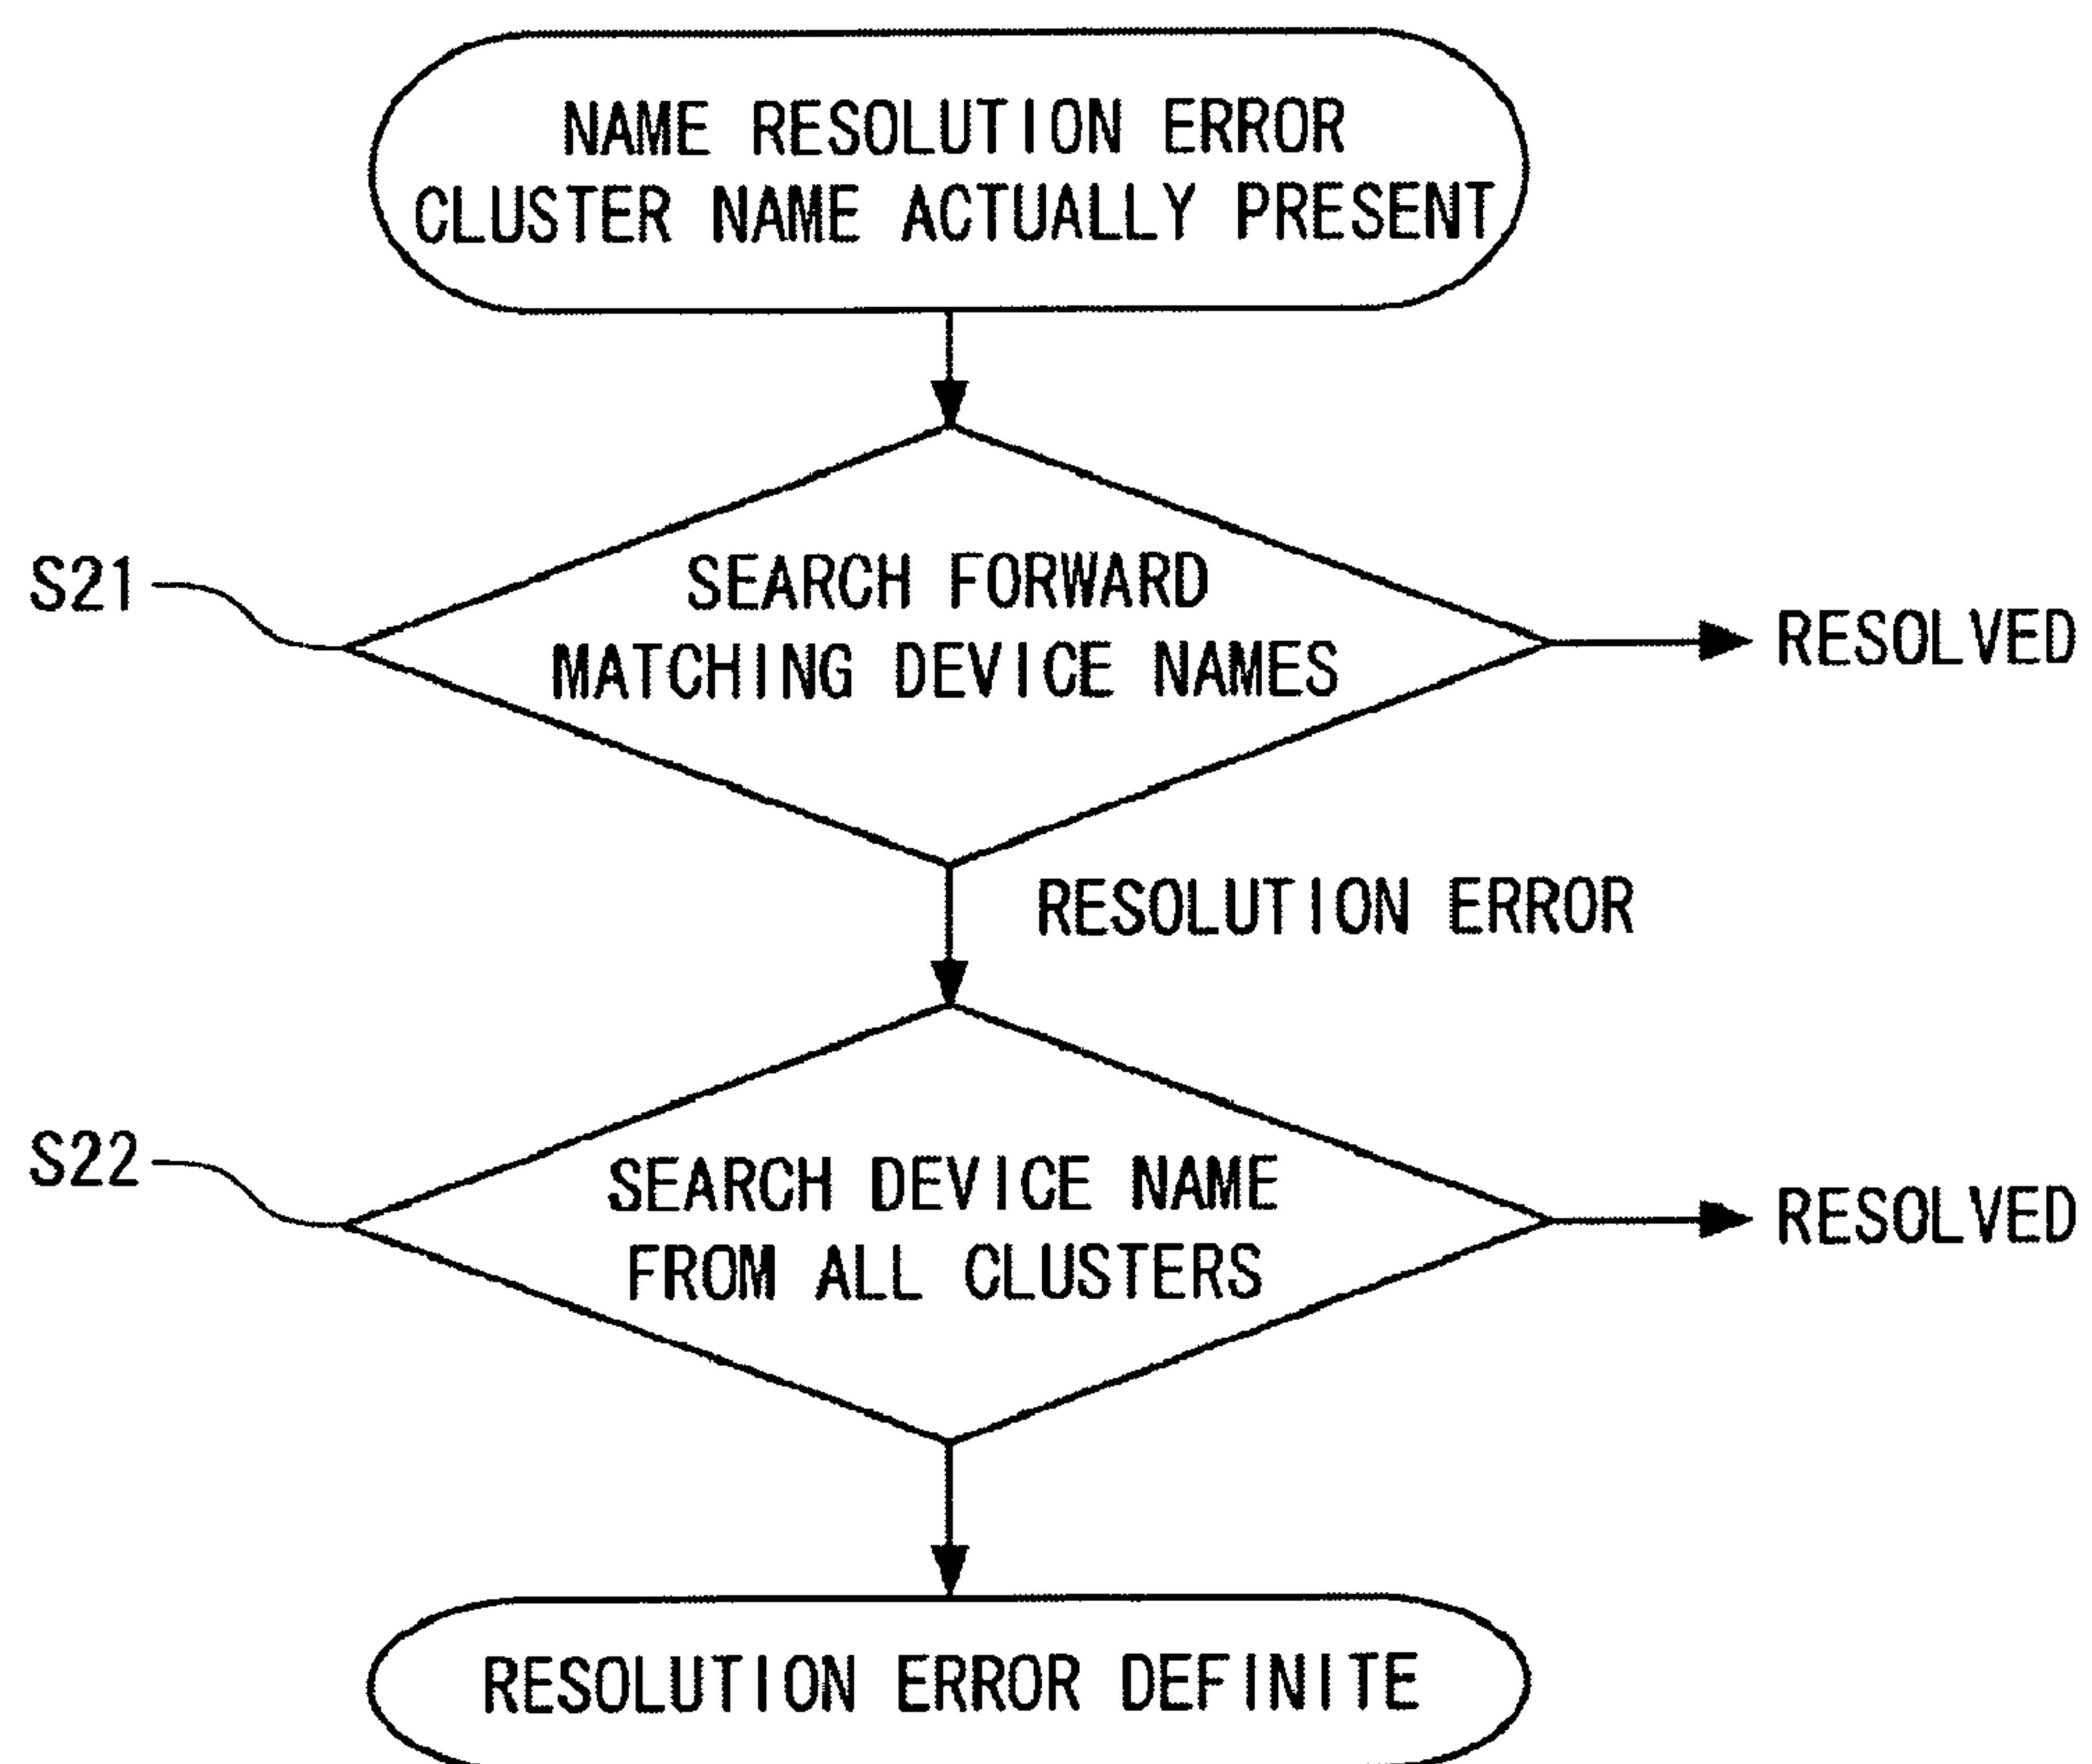 NAME RESOLUTION ERROR
CLUSTER NAME ACTUALLY PRESENT
S21
SEARCH FORWARD
MATCHING DEVICE NAMES
RESOLVED
RESOLUTION ERROR
S22
SEARCH DEVICE NAME
FROM ALL CLUSTERS
RESOLVED
RESOLUTION ERROR DEFINITE